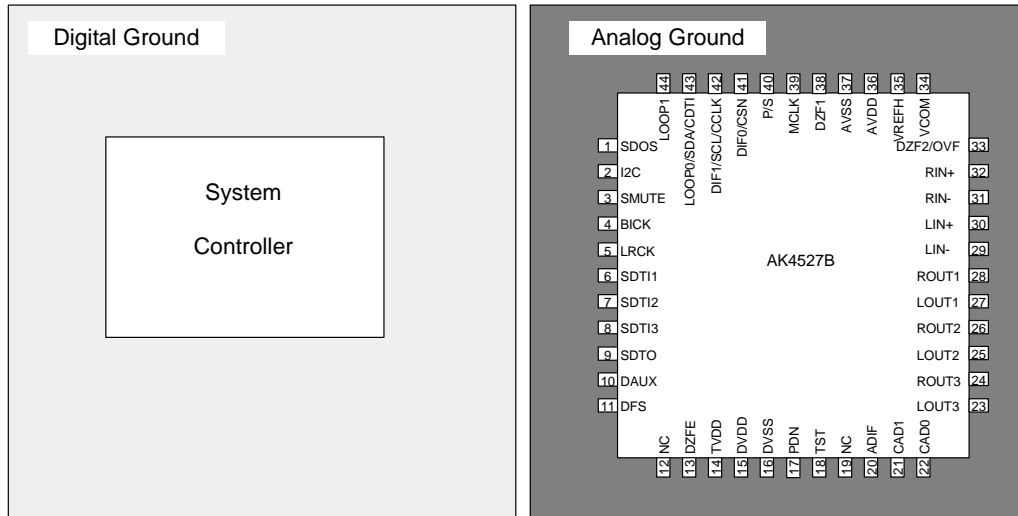 Digital Ground
System
Controller
Analog Ground
44 LOOP1
43 LOOP0/SDA/CDTI
42 DIF1/SCL/CCLK
41 DIF0/CSN
40 P/S
39 MCLK
38 DZF1
37 AVSS
36 AVDD
35 VREFH
34 VCOM
1 SDOS
2 I2C
3 SMUTE
4 BICK
5 LRCK
6 SDTI1
7 SDTI2
8 SDTI3
9 SDTO
10 DAUX
11 DFS
AK4527B
DZF2/OVF 33
RIN+ 32
RIN- 31
LIN+ 30
LIN- 29
ROUT1 28
LOUT1 27
ROUT2 26
LOUT2 25
ROUT3 24
LOUT3 23
12 NC
13 DZFE
14 TVDD
15 DVDD
16 DVSS
17 PDN
18 TST
19 NC
20 ADIF
21 CAD1
22 CAD0